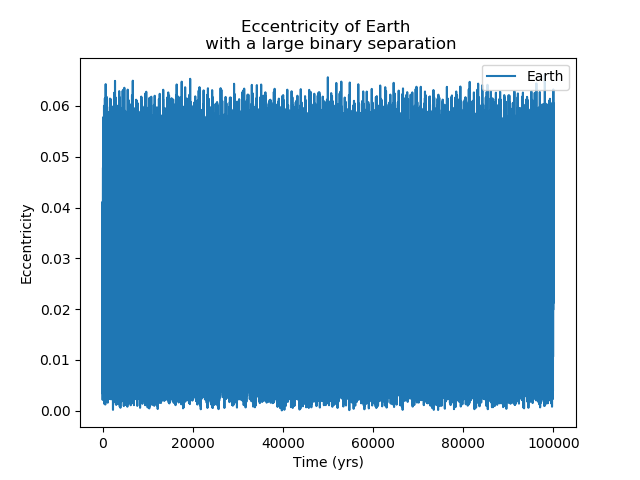 Eccentricity of Earth
with a large binary separation
Earth
Eccentricity
0.06
0.05
0.04
0.03
0.02
0.01
0.00
0 20000 40000 60000 80000 100000
Time (yrs)